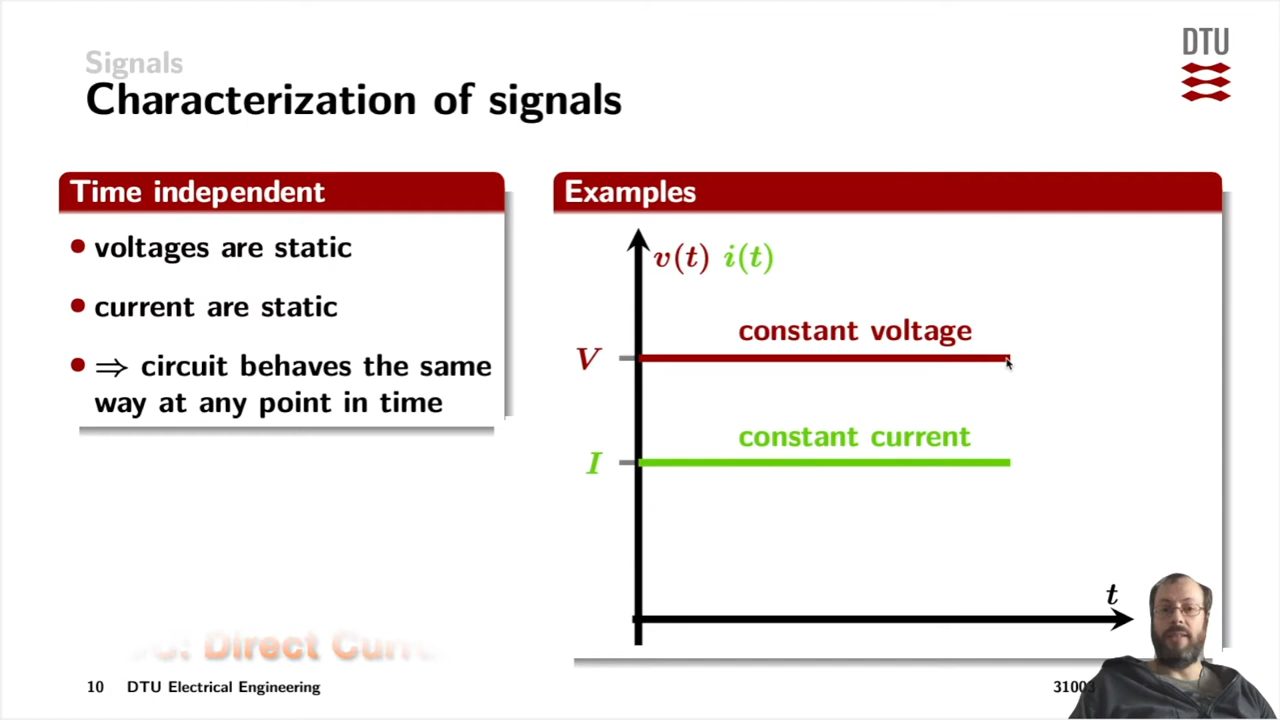 Signals
Characterization of signals
DTU
Time independent
• voltages are static
• current are static
• ⇒ circuit behaves the same
way at any point in time
Examples
v(t) i(t)
constant voltage
V
constant current
I
t
Direct
10 DTU Electrical Engineering